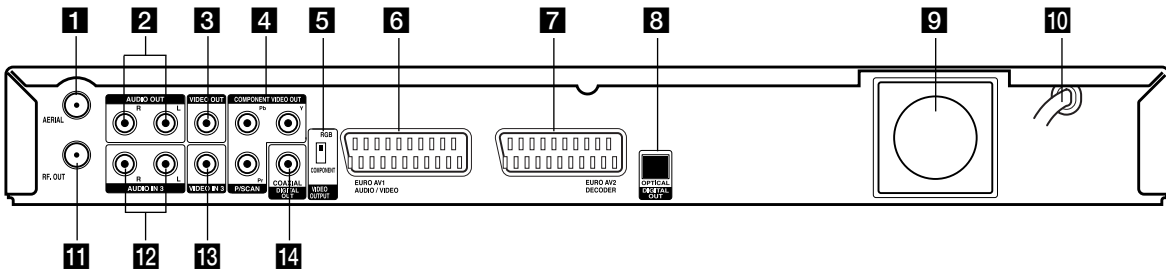 1 2 3 4 5 6 7 8 9 10
AUDIO OUT
VIDEO OUT
COMPONENT VIDEO OUT
R L
Pb Y
AERIAL
RGB
RF. OUT
COMPONENT
Pr
COAXIAL
DIGITAL
OUT
AUDIO IN 3
VIDEO IN 3
P/SCAN
VIDEO
OUTPUT
R L
EURO AV1
AUDIO / VIDEO
EURO AV2
DECODER
OPTICAL
DIGITAL
OUT
11 12 13 14